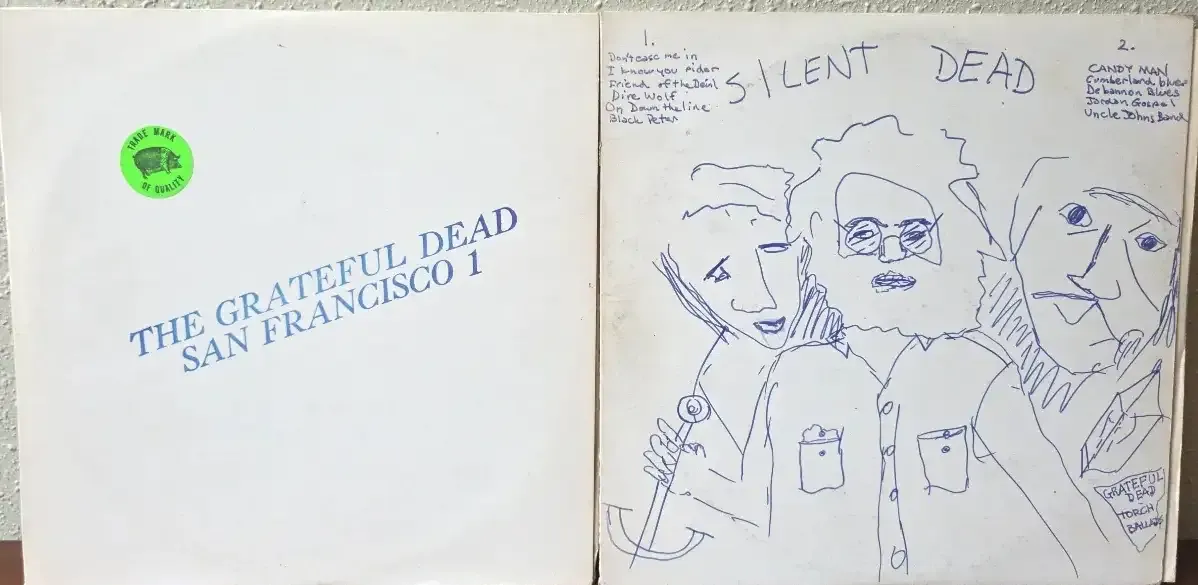 TRADE MARK
OF QUALITY
THE GRATEFUL DEAD
SAN FRANCISCO 1
SILENT DEAD
1.
Don't ease me in
I know you rider
Friend of the Devil
Dire Wolf
On Down the line
Black Peter
2.
CANDY MAN
Cumberland blues
Debannon Blues
Jordan Gospel
Uncle Johns Band
GRATEFUL
DEAD
TORCH
BALLADS